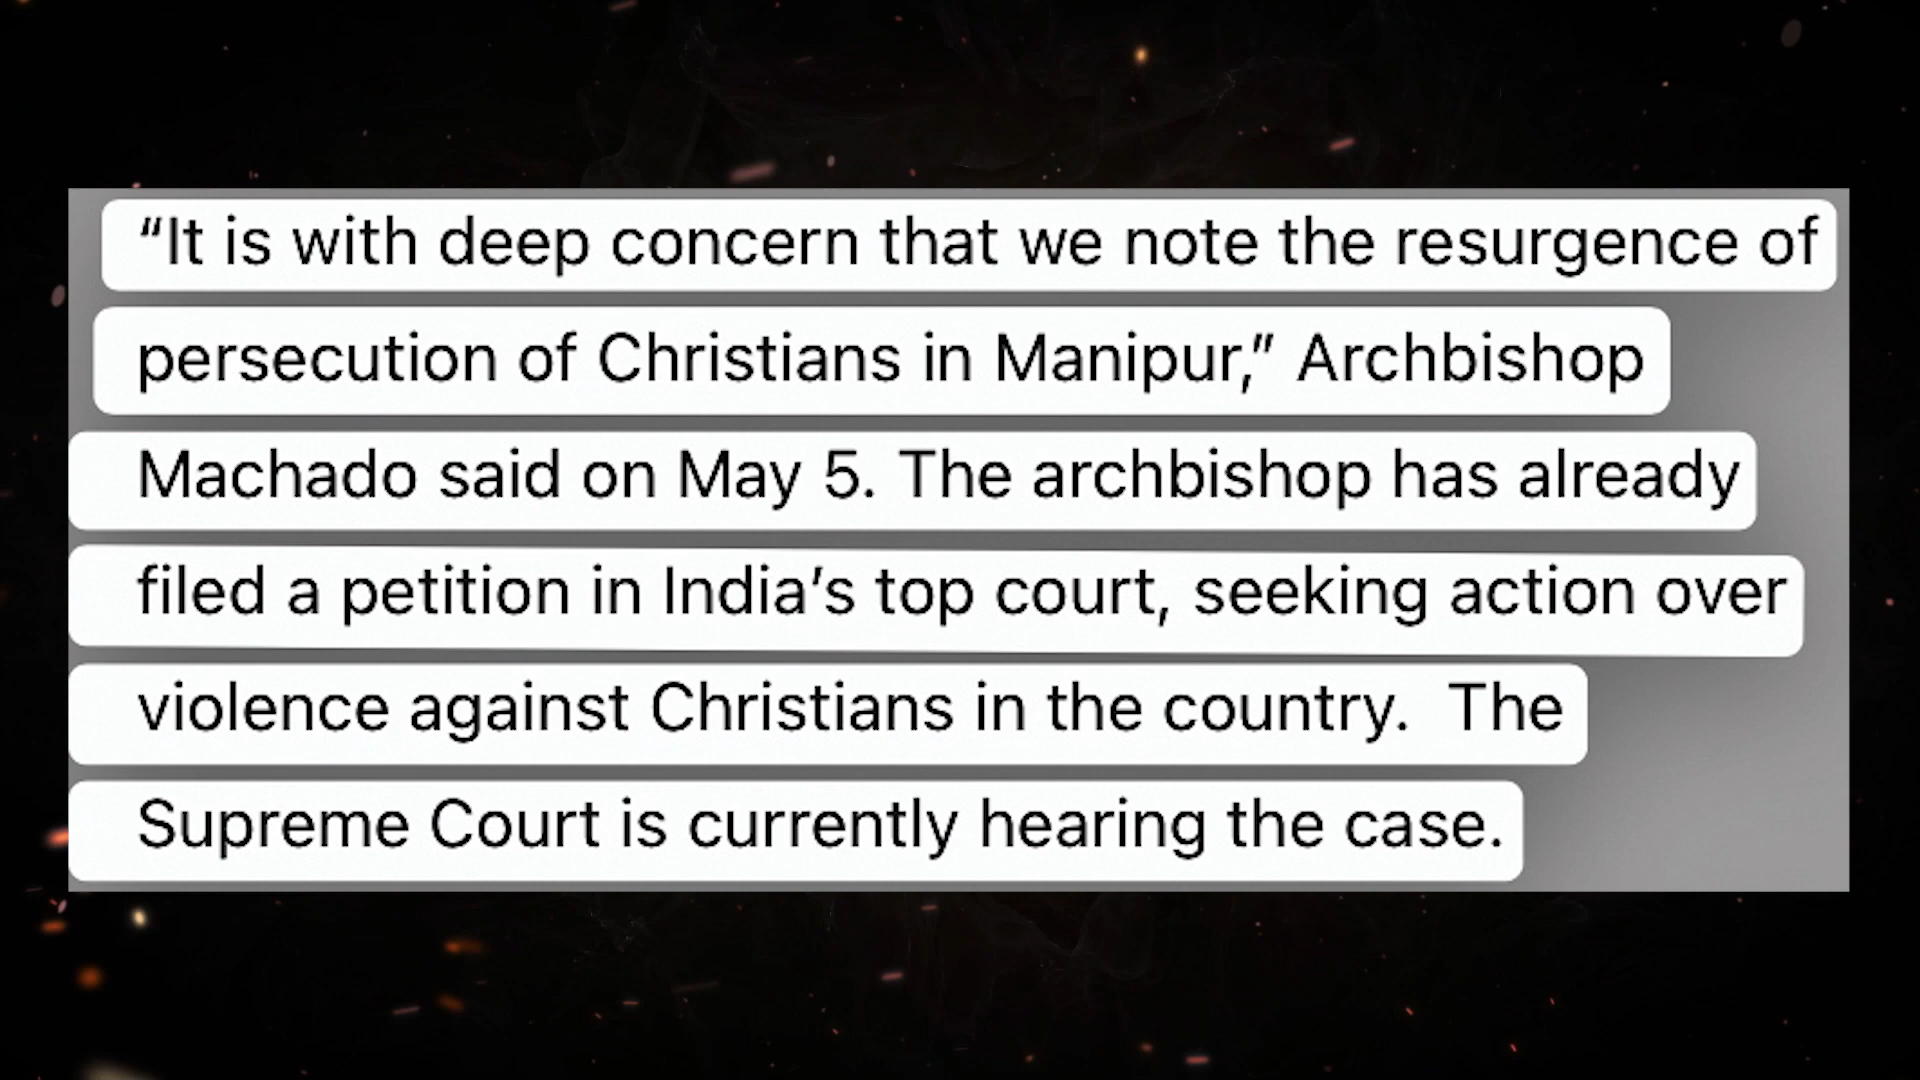 “It is with deep concern that we note the resurgence of
persecution of Christians in Manipur,” Archbishop
Machado said on May 5. The archbishop has already
filed a petition in India’s top court, seeking action over
violence against Christians in the country.  The
Supreme Court is currently hearing the case.